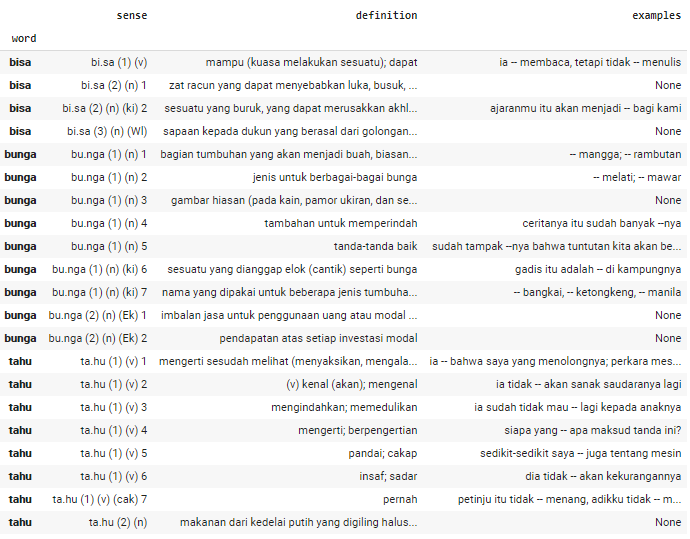 sense definition examples
word
bisa bi.sa (1) (v) mampu (kuasa melakukan sesuatu); dapat ia -- membaca, tetapi tidak -- menulis
bisa bi.sa (2) (n) 1 zat racun yang dapat menyebabkan luka, busuk, ... None
bisa bi.sa (2) (n) (ki) 2 sesuatu yang buruk, yang dapat merusakkan akhl... ajaranmu itu akan menjadi -- bagi kami
bisa bi.sa (3) (n) (Wl) sapaan kepada dukun yang berasal dari golongan... None
bunga bu.nga (1) (n) 1 bagian tumbuhan yang akan menjadi buah, biasan... -- mangga; -- rambutan
bunga bu.nga (1) (n) 2 jenis untuk berbagai-bagai bunga -- melati; -- mawar
bunga bu.nga (1) (n) 3 gambar hiasan (pada kain, pamor ukiran, dan se... None
bunga bu.nga (1) (n) 4 tambahan untuk memperindah ceritanya itu sudah banyak --nya
bunga bu.nga (1) (n) 5 tanda-tanda baik sudah tampak --nya bahwa tuntutan kita akan be...
bunga bu.nga (1) (n) (ki) 6 sesuatu yang dianggap elok (cantik) seperti bunga gadis itu adalah -- di kampungnya
bunga bu.nga (1) (n) (ki) 7 nama yang dipakai untuk beberapa jenis tumbuha... -- bangkai, -- ketongkeng, -- manila
bunga bu.nga (2) (n) (Ek) 1 imbalan jasa untuk penggunaan uang atau modal ... None
bunga bu.nga (2) (n) (Ek) 2 pendapatan atas setiap investasi modal None
tahu ta.hu (1) (v) 1 mengerti sesudah melihat (menyaksikan, mengala... ia -- bahwa saya yang menolongnya; perkara mes...
tahu ta.hu (1) (v) 2 (v) kenal (akan); mengenal ia tidak -- akan sanak saudaranya lagi
tahu ta.hu (1) (v) 3 mengindahkan; memedulikan ia sudah tidak mau -- lagi kepada anaknya
tahu ta.hu (1) (v) 4 mengerti; berpengertian siapa yang -- apa maksud tanda ini?
tahu ta.hu (1) (v) 5 pandai; cakap sedikit-sedikit saya -- juga tentang mesin
tahu ta.hu (1) (v) 6 insaf; sadar dia tidak -- akan kekurangannya
tahu ta.hu (1) (v) (cak) 7 pernah petinju itu tidak -- menang, adikku tidak -- m...
tahu ta.hu (2) (n) makanan dari kedelai putih yang digiling halus... None